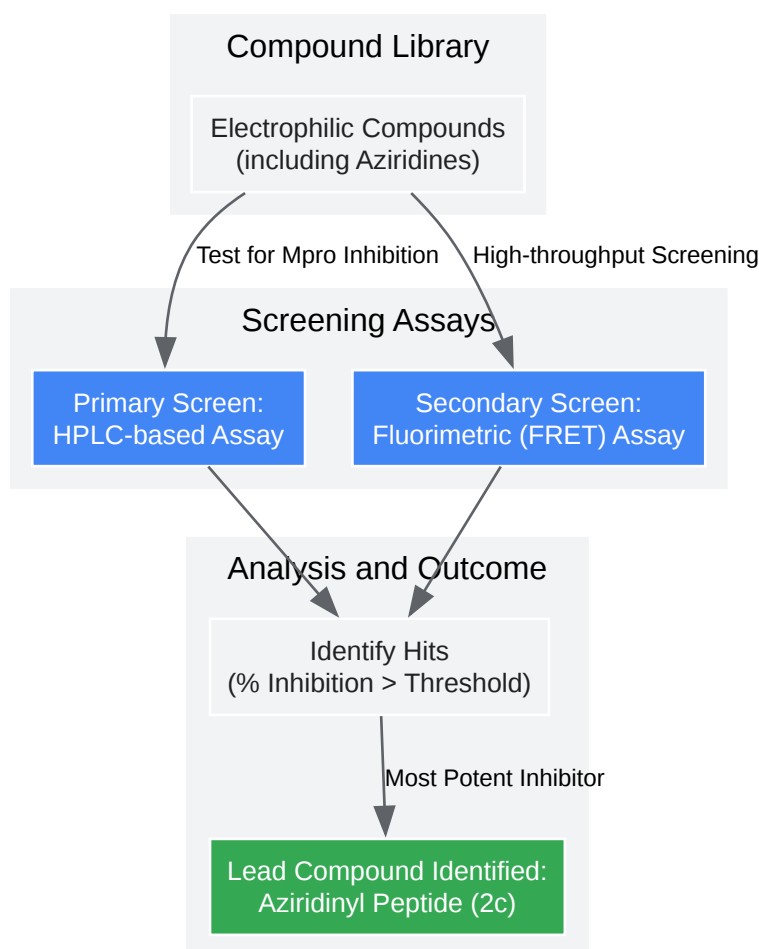 Compound Library
Electrophilic Compounds
(including Aziridines)
Test for Mpro Inhibition
High-throughput Screening
Screening Assays
Primary Screen:
HPLC-based Assay
Secondary Screen:
Fluorimetric (FRET) Assay
Analysis and Outcome
Identify Hits
(% Inhibition > Threshold)
Most Potent Inhibitor
Lead Compound Identified:
Aziridinyl Peptide (2c)